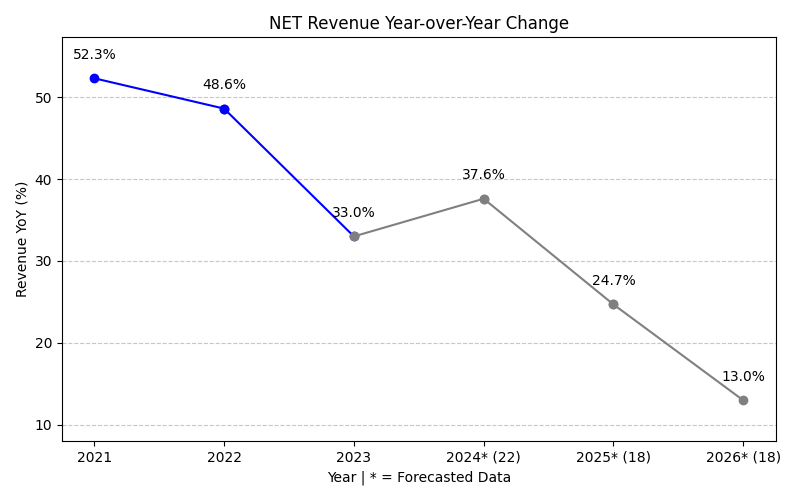 NET Revenue Year-over-Year Change
52.3%
48.6%
33.0%
37.6%
24.7%
13.0%
50
40
30
20
10
Revenue YoY (%)
2021 2022 2023 2024* (22) 2025* (18) 2026* (18)
Year | * = Forecasted Data